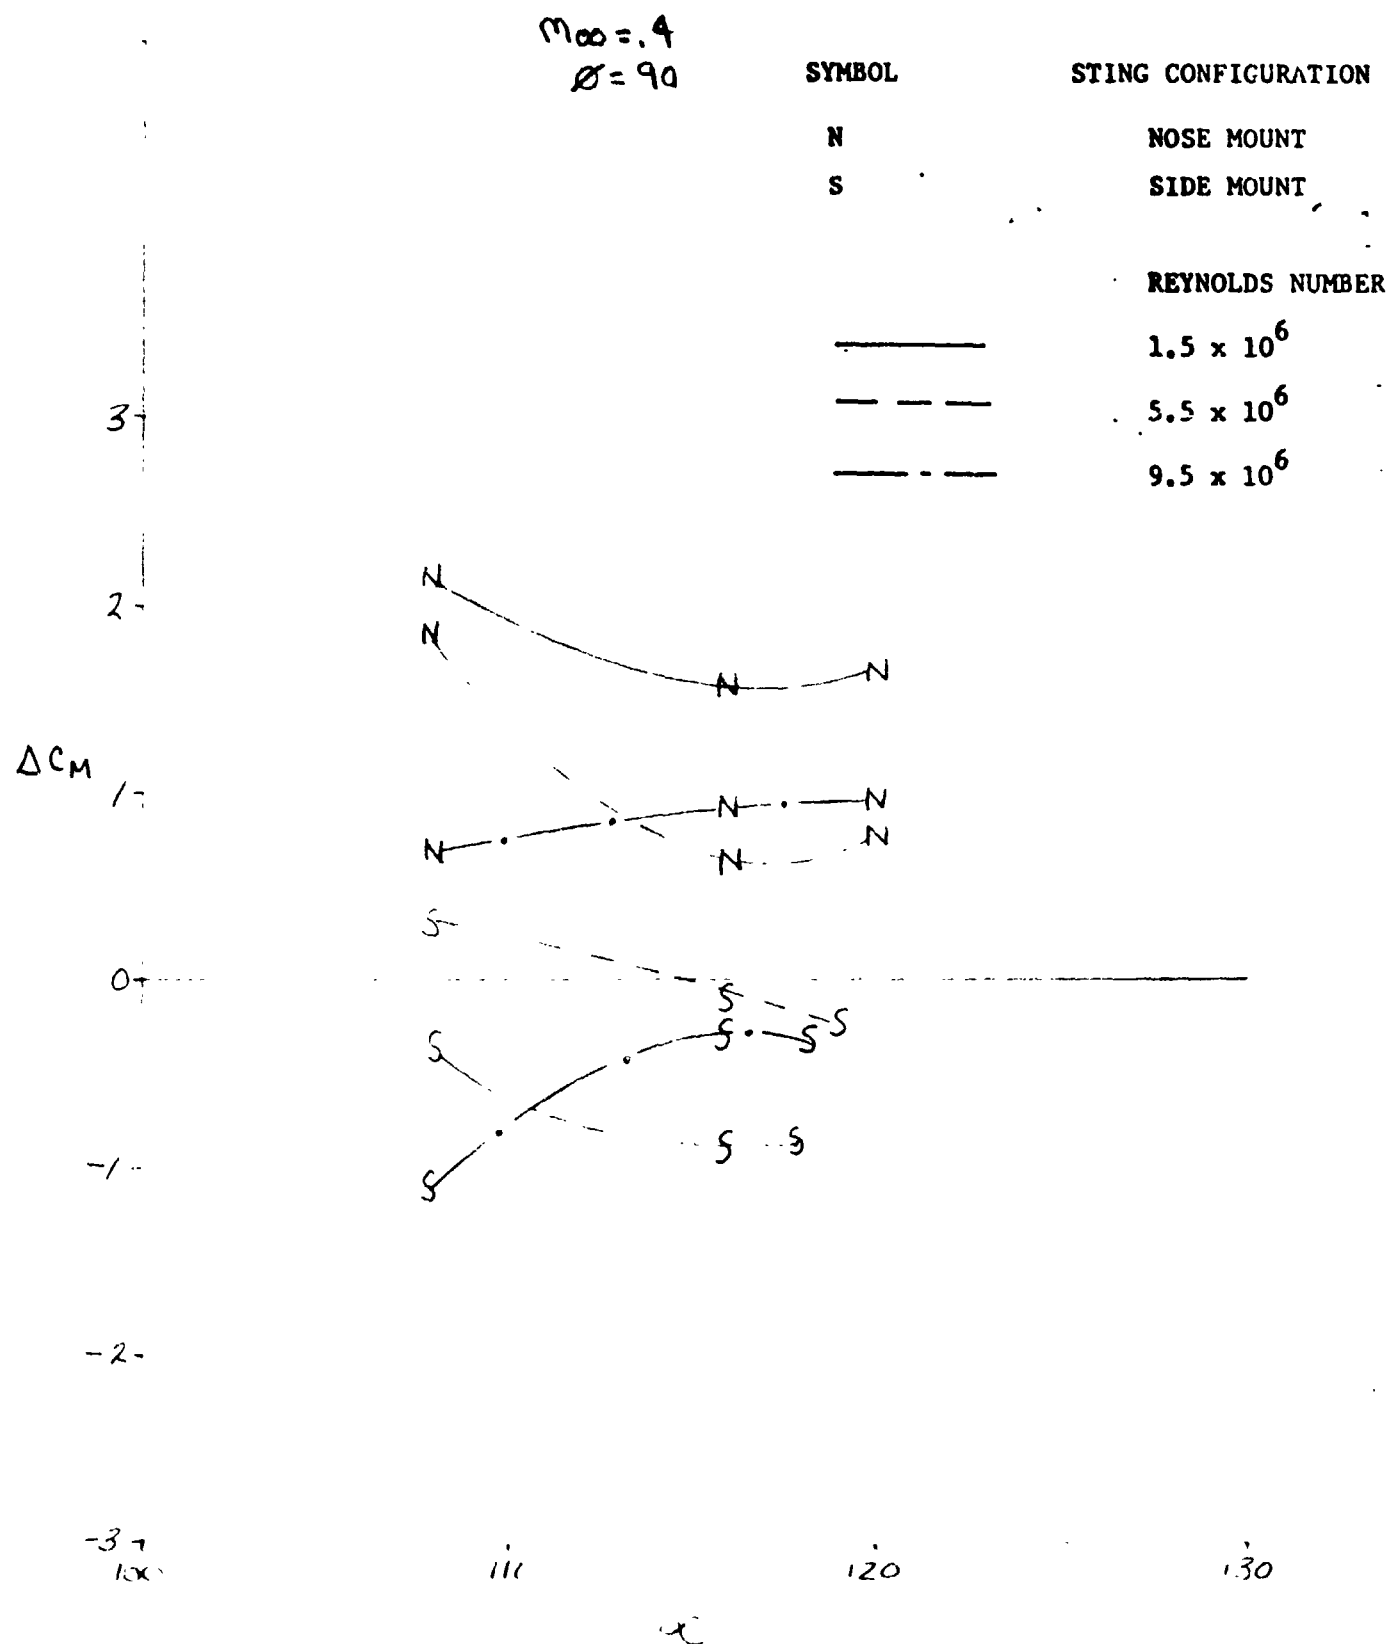 m∞ = .4
Ø = 90
SYMBOL STING CONFIGURATION
N NOSE MOUNT
S SIDE MOUNT
REYNOLDS NUMBER
1.5 x 10^6
5.5 x 10^6
9.5 x 10^6
3
2
N
N
N
N
ΔCM
1
N
N
N
N
N
S
0
S
S
S
S
S
S
S
-1
S
-2
-3
120
130